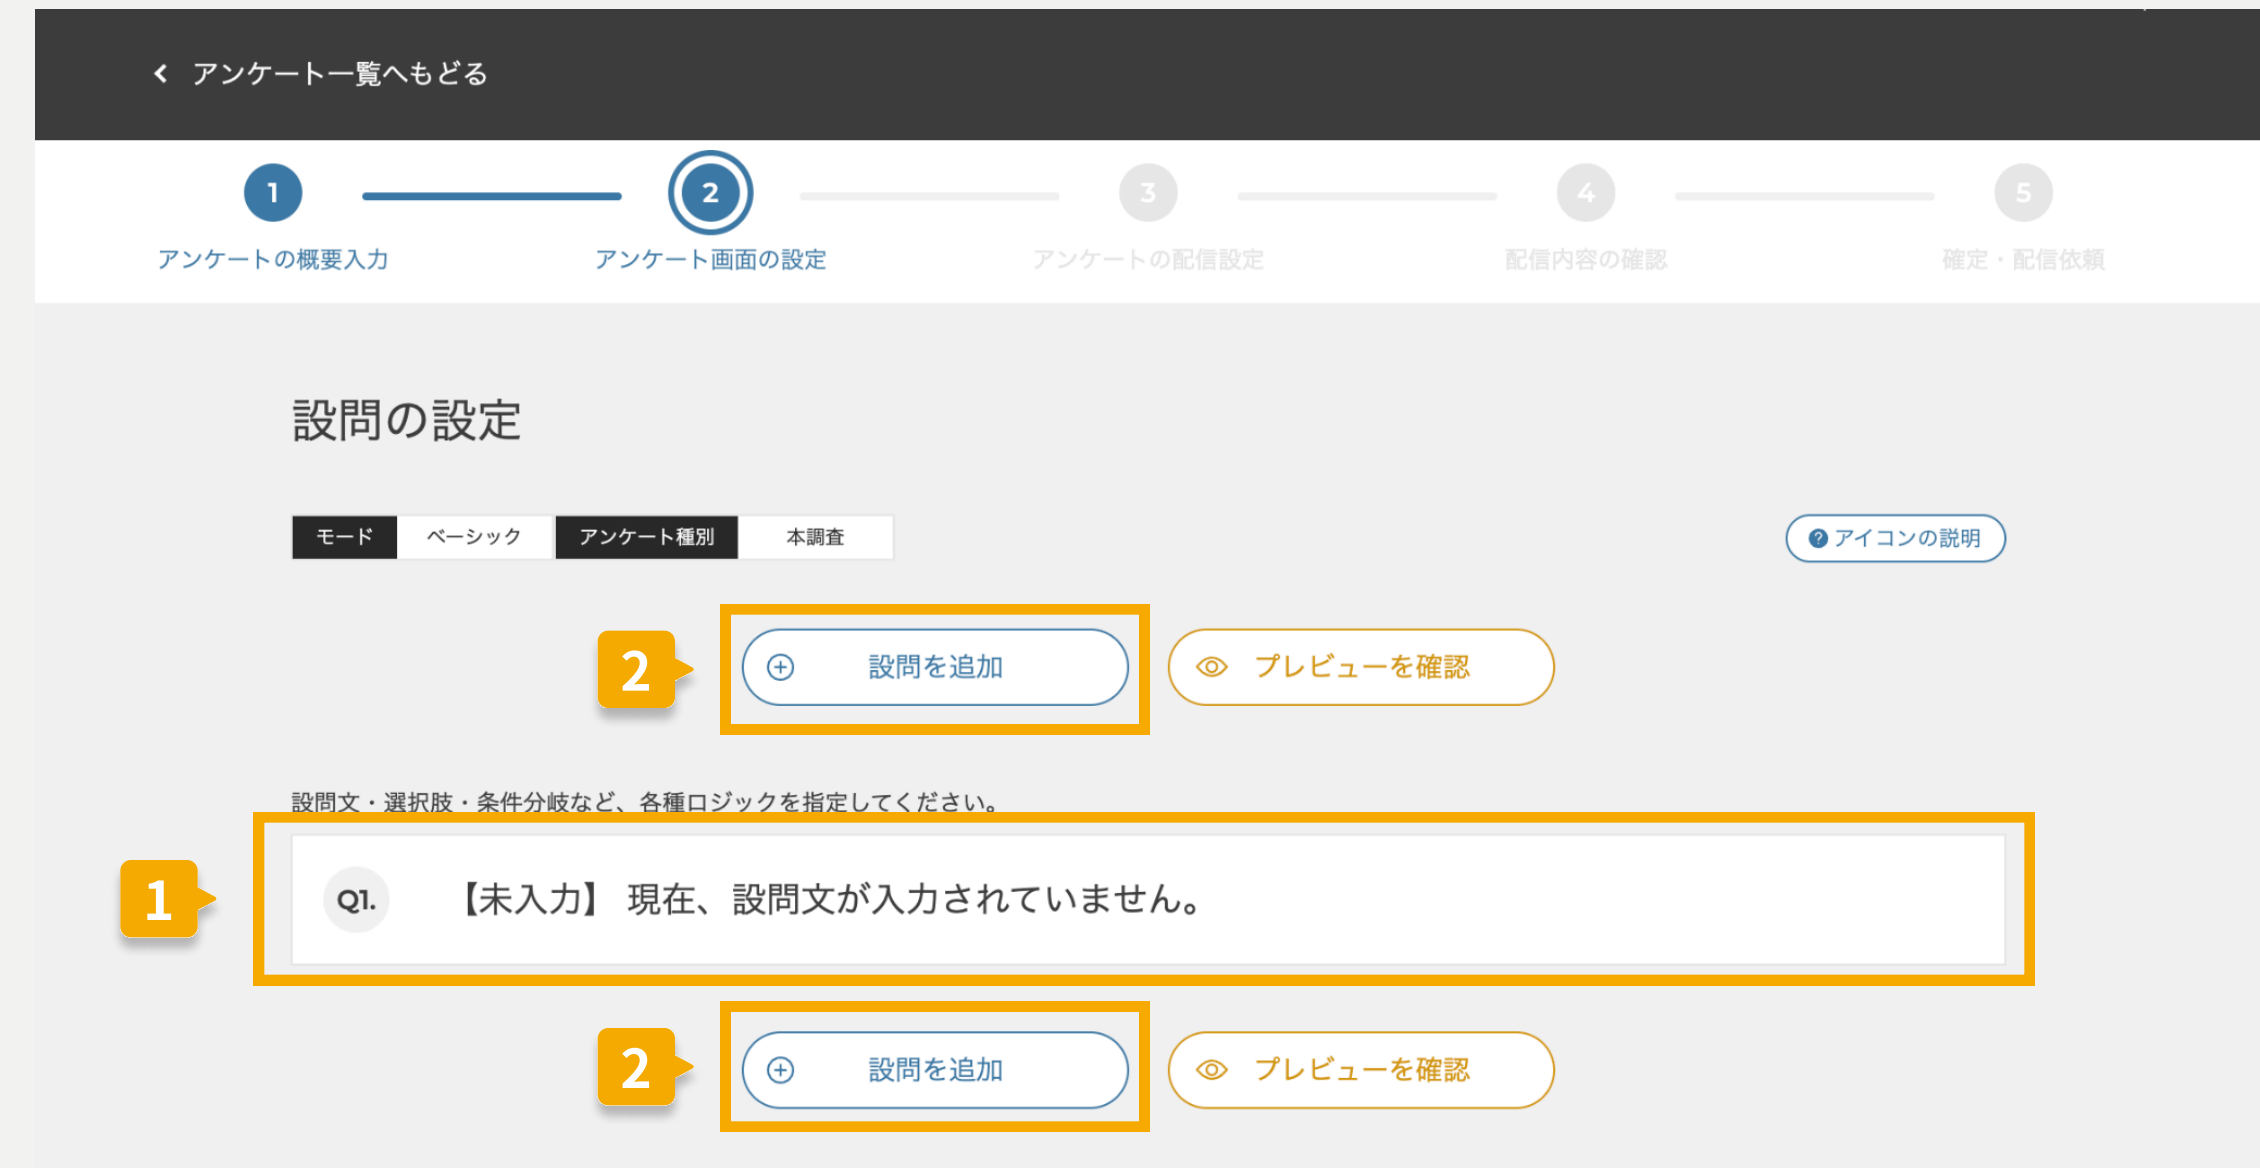 アンケート一覧へもどる
1
2
3
4
5
アンケートの概要入力
アンケート画面の設定
アンケートの配信設定
配信内容の確認
確定・配信依頼
設問の設定
モード ベーシック アンケート種別 本調査
? アイコンの説明
2
設問を追加
プレビューを確認
設問文・選択肢・条件分岐など、各種ロジックを指定してください。
1
Q1. 【未入力】 現在、設問文が入力されていません。
2
設問を追加
プレビューを確認